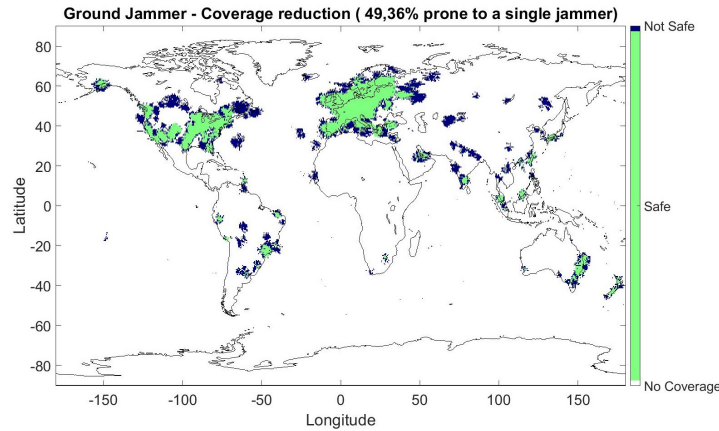 Ground Jammer - Coverage reduction ( 49,36% prone to a single jammer)
Not Safe
80
60
40
20
0
-20
-40
-60
-80
Latitude
Safe
No Coverage
-150
-100
-50
0
50
100
150
Longitude